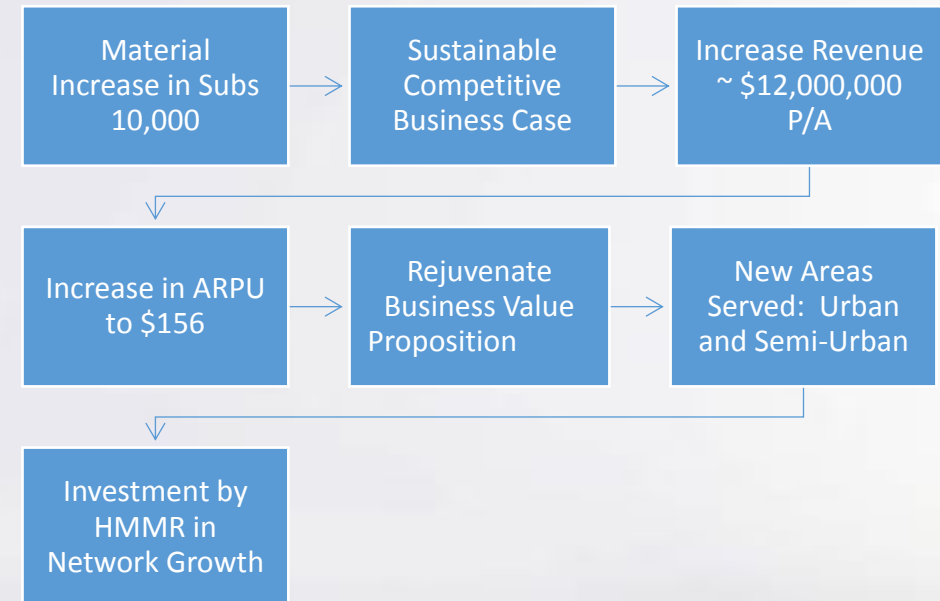 Material
Increase in Subs
10,000
Sustainable
Competitive
Business Case
Increase Revenue
~ $12,000,000
P/A
Increase in ARPU
to $156
Rejuvenate
Business Value
Proposition
New Areas
Served: Urban
and Semi-Urban
Investment by
HMMR in
Network Growth